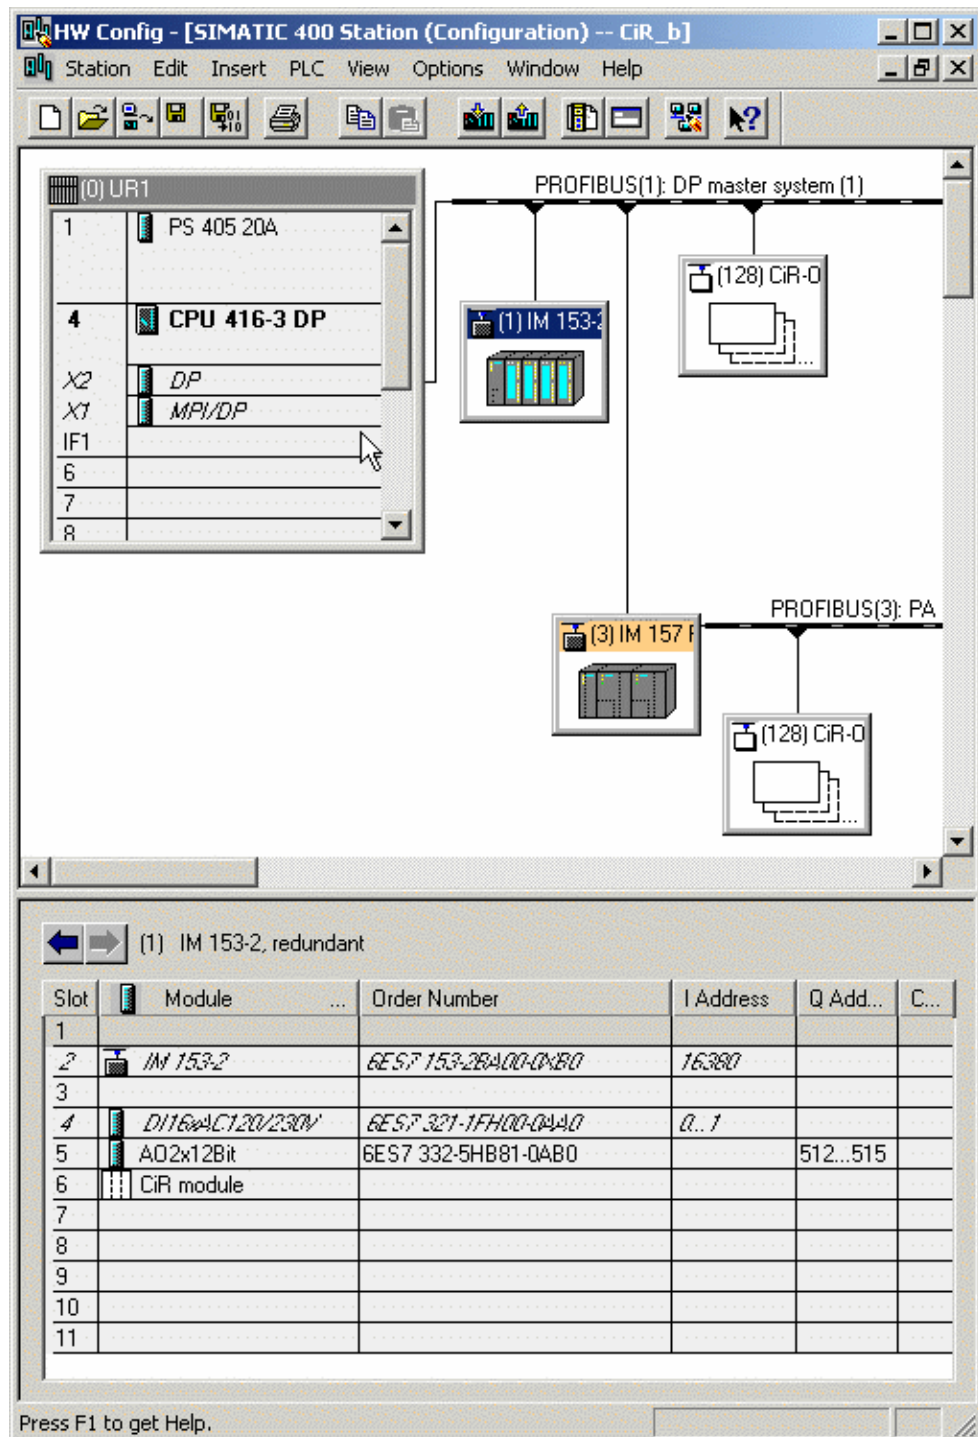 HW Config - [SIMATIC 400 Station (Configuration) -- CiR_b]
Station Edit Insert PLC View Options Window Help
(0) UR1
1 PS 405 20A
4 CPU 416-3 DP
X2 DP
X1 MPI/DP
IF1
6
7
8
PROFIBUS(1): DP master system (1)
(128) CiR-O
(1) IM 153-2
PROFIBUS(3): PA
(3) IM 157
(128) CiR-O
(1) IM 153-2, redundant
Slot Module ... Order Number I Address Q Add... C...
1
2 IM 153-2 6ES7 153-2BA00-0XB0 16380
3
4 DI16xAC120/230V 6ES7 321-1FH00-0AA0 0...1
5 AO2x12Bit 6ES7 332-5HB81-0AB0 512...515
6 CiR module
7
8
9
10
11
Press F1 to get Help.